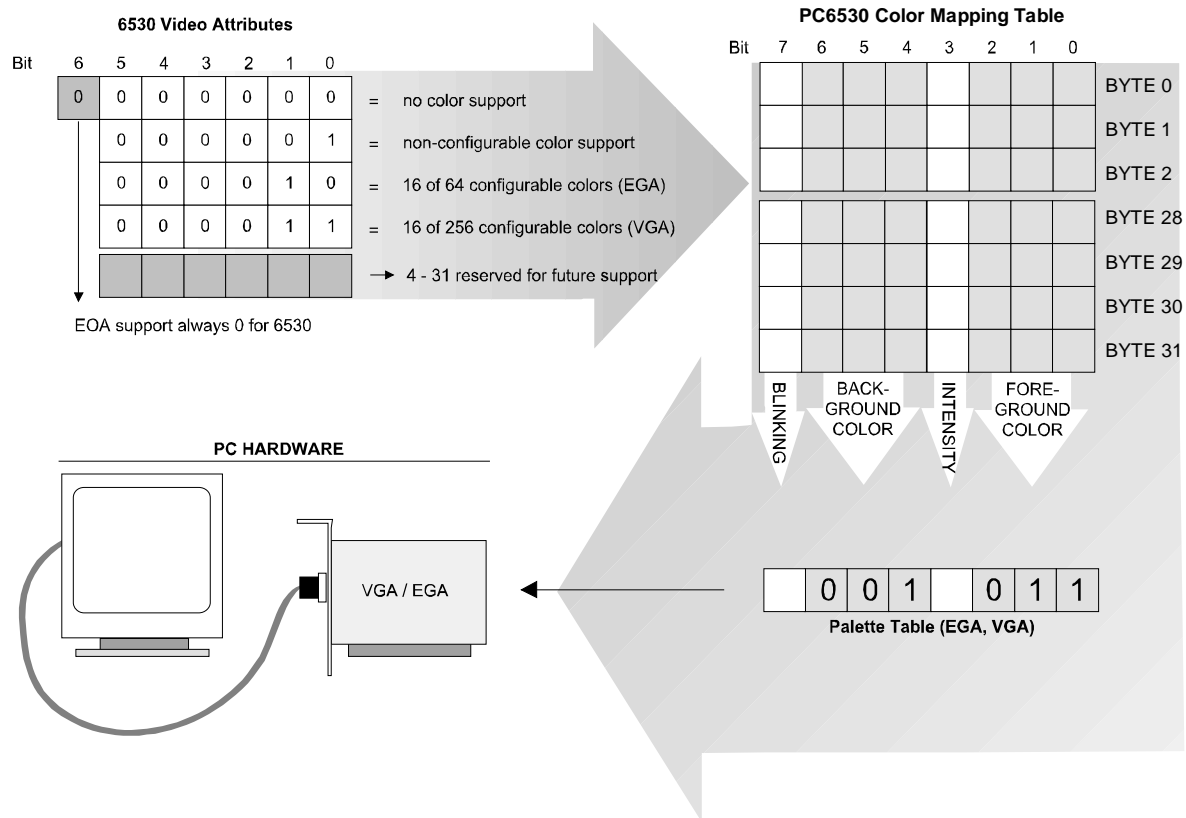 6530 Video Attributes
Bit 6 5 4 3 2 1 0
0 0 0 0 0 0 0 = no color support
0 0 0 0 0 1 = non-configurable color support
0 0 0 0 1 0 = 16 of 64 configurable colors (EGA)
0 0 0 0 1 1 = 16 of 256 configurable colors (VGA)
4 - 31 reserved for future support
EOA support always 0 for 6530
PC6530 Color Mapping Table
Bit 7 6 5 4 3 2 1 0
BYTE 0
BYTE 1
BYTE 2
BYTE 28
BYTE 29
BYTE 30
BYTE 31
BLINKING
BACK-
GROUND
COLOR
INTENSITY
FORE-
GROUND
COLOR
PC HARDWARE
VGA / EGA
0 0 1 0 1 1
Palette Table (EGA, VGA)